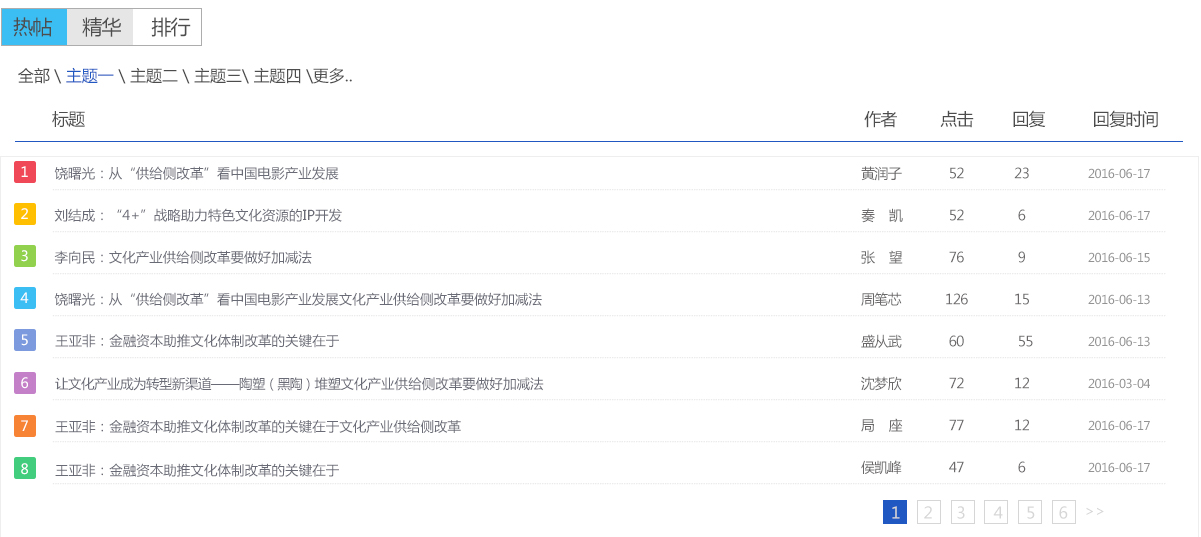 热帖 精华 排行
全部 \ 主题一 \ 主题二 \ 主题三\ 主题四 \更多..
标题 作者 点击 回复 回复时间
1 饶曙光：从“供给侧改革”看中国电影产业发展 黄润子 52 23 2016-06-17
2 刘结成：“4+”战略助力特色文化资源的IP开发 秦 凯 52 6 2016-06-17
3 李向民：文化产业供给侧改革要做好加减法 张 望 76 9 2016-06-15
4 饶曙光：从“供给侧改革”看中国电影产业发展文化产业供给侧改革要做好加减法 周笔芯 126 15 2016-06-13
5 王亚非：金融资本助推文化体制改革的关键在于 盛从武 60 55 2016-06-13
6 让文化产业成为转型新渠道——陶塑（黑陶）堆塑文化产业供给侧改革要做好加减法 沈梦欣 72 12 2016-03-04
7 王亚非：金融资本助推文化体制改革的关键在于文化产业供给侧改革 局 座 77 12 2016-06-17
8 王亚非：金融资本助推文化体制改革的关键在于 侯凯峰 47 6 2016-06-17
1 2 3 4 5 6 >>